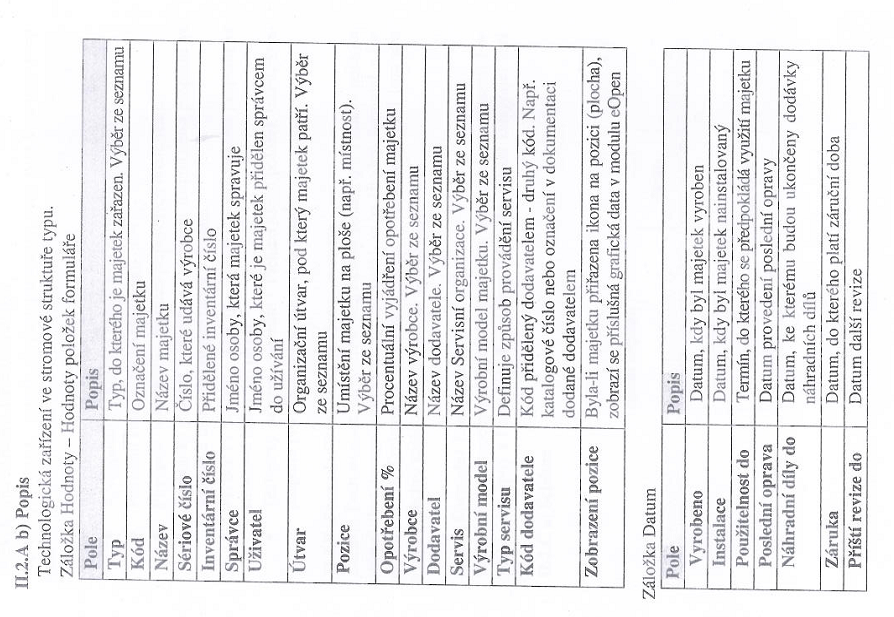 II.2.A b) Popis
Technologická zařízení ve stromové struktuře typu.
Záložka Hodnoty – Hodnoty položek formuláře
Pole Popis
Typ Typ, do kterého je majetek zařazen. Výběr ze seznamu
Kód Označení majetku
Název Název majetku
Sériové číslo Číslo, které udává výrobce
Inventární číslo Přidělené inventární číslo
Správce Jméno osoby, která majetek spravuje
Uživatel Jméno osoby, které je majetek přidělen správcem
do užívání
Útvar Organizační útvar, pod který majetek patří. Výběr
ze seznamu
Pozice Umístění majetku na ploše (např. místnost).
Výběr ze seznamu
Opotřebení % Procentuální vyjádření opotřebení majetku
Výrobce Název výrobce. Výběr ze seznamu
Dodavatel Název dodavatele. Výběr ze seznamu
Servis Název Servisní organizace. Výběr ze seznamu
Výrobní model Výrobní model majetku. Výběr ze seznamu
Typ servisu Definuje způsob provádění servisu
Kód dodavatele Kód přidělený dodavatelem - druhý kód. Např.
katalogové číslo nebo označení v dokumentaci
dodané dodavatelem
Zobrazení pozice Byla-li majetku přiřazena ikona na pozici (plocha),
zobrazí se příslušná grafická data v modulu eOpen
Záložka Datum
Pole Popis
Vyrobeno Datum, kdy byl majetek vyroben
Instalace Datum, kdy byl majetek nainstalovaný
Použitelnost do Termín, do kterého se předpokládá využití majetku
Poslední oprava Datum provedení poslední opravy
Náhradní díly do Datum, ke kterému budou ukončeny dodávky
náhradních dílů
Záruka Datum, do kterého platí záruční doba
Příští revize do Datum další revize